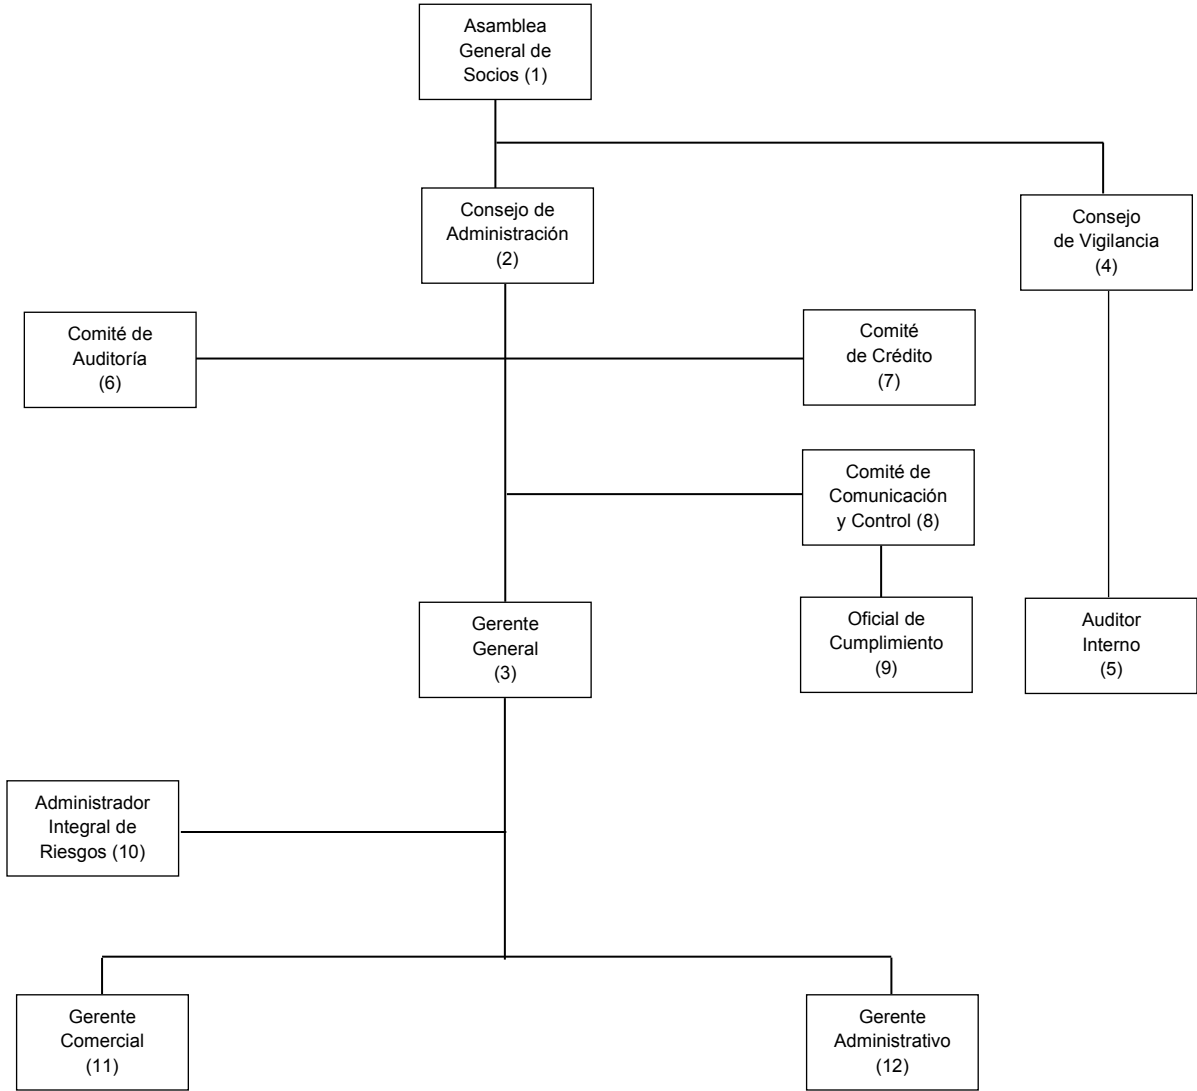 Asamblea
General de
Socios (1)
Consejo de
Administración
(2)
Consejo
de Vigilancia
(4)
Comité de
Auditoría
(6)
Comité
de Crédito
(7)
Comité de
Comunicación
y Control (8)
Gerente
General
(3)
Oficial de
Cumplimiento
(9)
Auditor
Interno
(5)
Administrador
Integral de
Riesgos (10)
Gerente
Comercial
(11)
Gerente
Administrativo
(12)